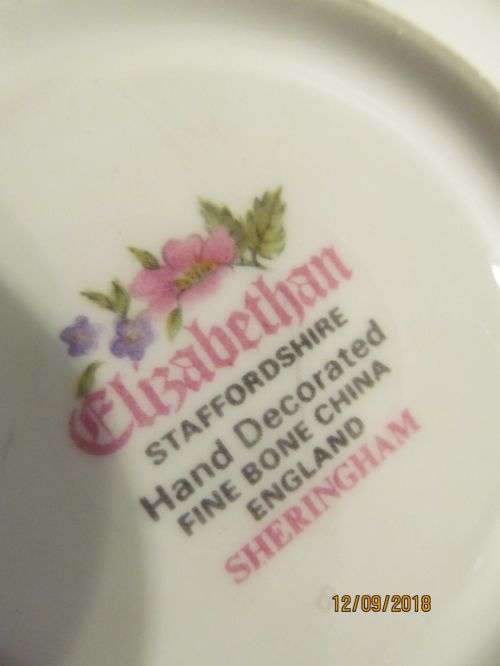 Elizabethan
STAFFORDSHIRE
Hand Decorated
FINE BONE CHINA
ENGLAND
SHERINGHAM
12/09/2018